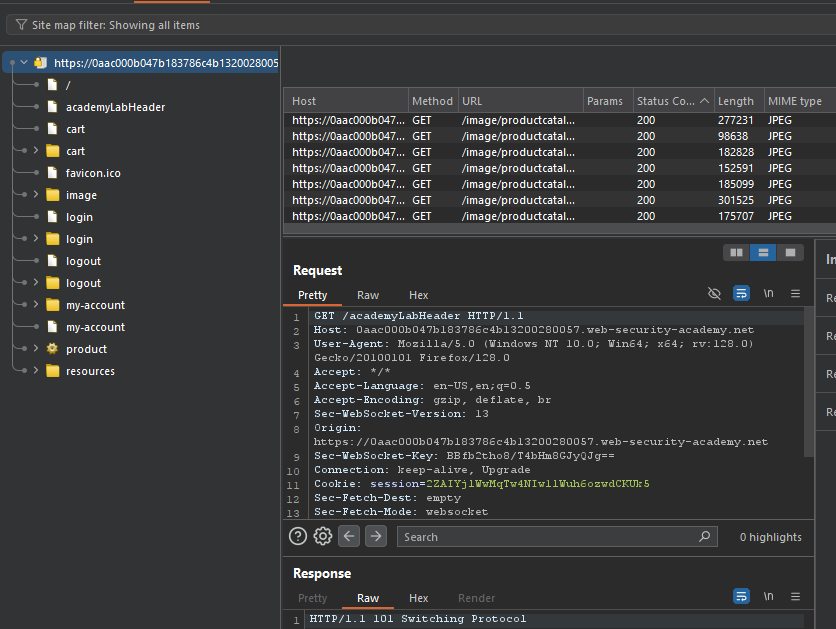 Site map filter: Showing all items
https://0aac000b047b183786c4b1320028005
/
academyLabHeader
cart
cart
favicon.ico
image
login
login
logout
logout
my-account
my-account
product
resources
Host Method URL Params Status Co... Length MIME type
https://0aac000b047... GET /image/productcatal... 200 277231 JPEG
https://0aac000b047... GET /image/productcatal... 200 98638 JPEG
https://0aac000b047... GET /image/productcatal... 200 182828 JPEG
https://0aac000b047... GET /image/productcatal... 200 152591 JPEG
https://0aac000b047... GET /image/productcatal... 200 185099 JPEG
https://0aac000b047... GET /image/productcatal... 200 301525 JPEG
https://0aac000b047... GET /image/productcatal... 200 175707 JPEG
Request
Pretty Raw Hex \n
1 GET /academyLabHeader HTTP/1.1
2 Host: 0aac000b047b183786c4b13200280057.web-security-academy.net
3 User-Agent: Mozilla/5.0 (Windows NT 10.0; Win64; x64; rv:128.0)
Gecko/20100101 Firefox/128.0
4 Accept: */*
5 Accept-Language: en-US,en;q=0.5
6 Accept-Encoding: gzip, deflate, br
7 Sec-WebSocket-Version: 13
8 Origin:
https://0aac000b047b183786c4b13200280057.web-security-academy.net
9 Sec-WebSocket-Key: BBfb2tho8/T4bHm8GJyQJg==
10 Connection: keep-alive, Upgrade
11 Cookie: session=
12 Sec-Fetch-Dest: empty
13 Sec-Fetch-Mode: websocket
Search 0 highlights
Response
Pretty Raw Hex Render \n
1 HTTP/1.1 101 Switching Protocol
In
Re
Re
Re
Re